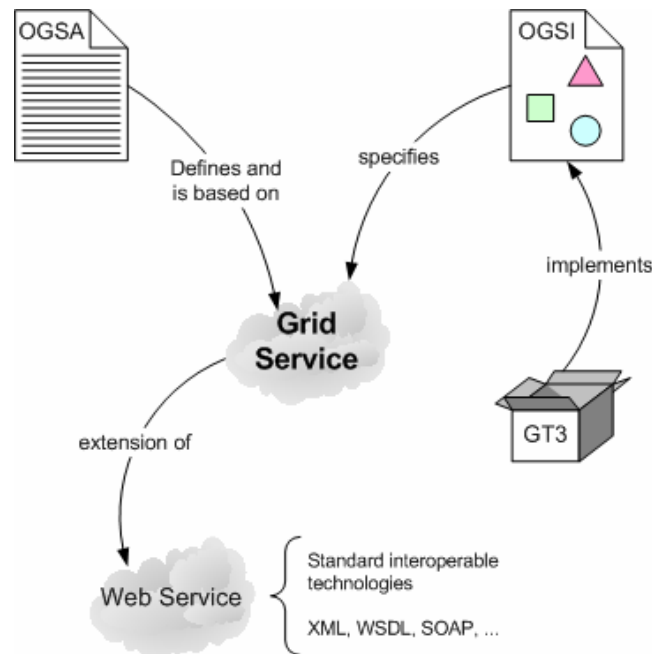 OGSA
OGSI
Defines and
is based on
specifies
implements
Grid
Service
GT3
extension of
Web Service
Standard interoperable
technologies
XML, WSDL, SOAP, ...